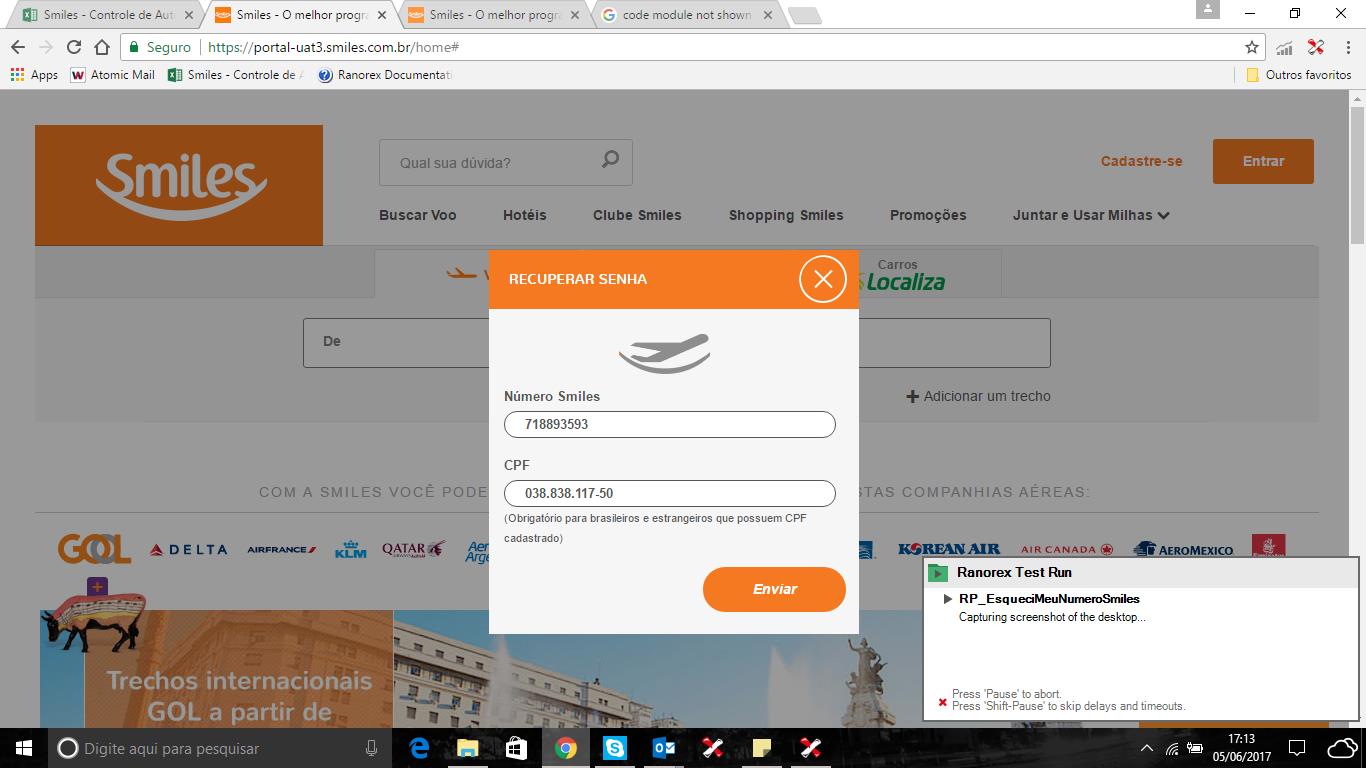 Smiles - Controle de Aut
Smiles - O melhor progra
Smiles - O melhor progra
code module not shown
Seguro
https://portal-uat3.smiles.com.br/home#
Apps
Atomic Mail
Smiles - Controle de
Ranorex Documentati
Outros favoritos
Smiles
Qual sua dúvida?
Cadastre-se
Entrar
Buscar Voo
Hotéis
Clube Smiles
Shopping Smiles
Promoções
Juntar e Usar Milhas
Carros
Localiza
RECUPERAR SENHA
De
Adicionar um trecho
Número Smiles
718893593
CPF
038.838.117-50
(Obrigatório para brasileiros e estrangeiros que possuem CPF
cadastrado)
Enviar
COM A SMILES VOCÊ PODE
STAS COMPANHIAS AÉREAS:
GOL
DELTA
AIRFRANCE
KLM
QATAR
Aer
Arge
KOREAN AIR
AIR CANADA
AEROMEXICO
Trechos internacionais
GOL a partir de
Ranorex Test Run
RP_EsqueciMeuNumeroSmiles
Capturing screenshot of the desktop...
Press 'Pause' to abort.
Press 'Shift-Pause' to skip delays and timeouts.
Digite aqui para pesquisar
17:13
05/06/2017